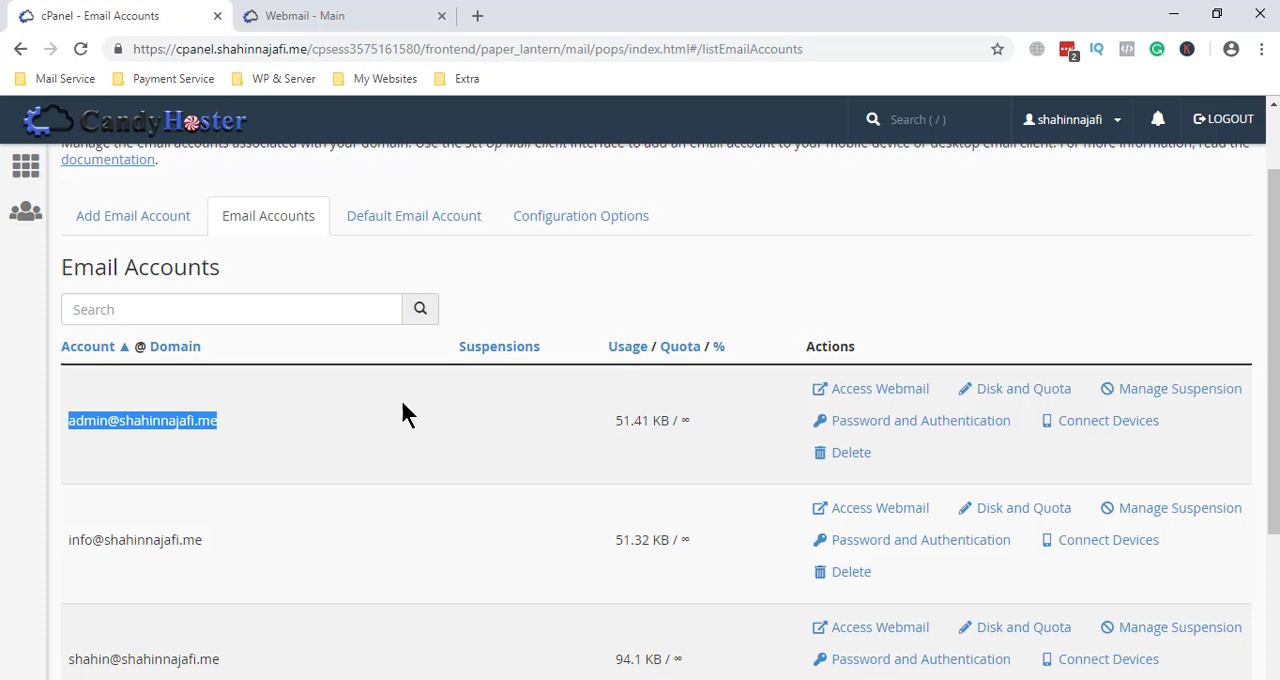 cPanel - Email Accounts
Webmail - Main
https://cpanel.shahinnajafi.me/cpsess3575161580/frontend/paper_lantern/mail/pops/index.html#/listEmailAccounts
2
IQ
K
Mail Service
Payment Service
WP & Server
My Websites
Extra
CandyHoster
Search ( / )
shahinnajafi
LOGOUT
Manage the email accounts associated with your domain. Use the Set Up Mail Client interface to add an email account to your mobile device or desktop email client. For more information, read the
documentation.
Add Email Account
Email Accounts
Default Email Account
Configuration Options
Email Accounts
Search
Account ▲ @ Domain
Suspensions
Usage / Quota / %
Actions
admin@shahinnajafi.me
51.41 KB / ∞
Access Webmail
Disk and Quota
Manage Suspension
Password and Authentication
Connect Devices
Delete
info@shahinnajafi.me
51.32 KB / ∞
Access Webmail
Disk and Quota
Manage Suspension
Password and Authentication
Connect Devices
Delete
shahin@shahinnajafi.me
94.1 KB / ∞
Access Webmail
Disk and Quota
Manage Suspension
Password and Authentication
Connect Devices